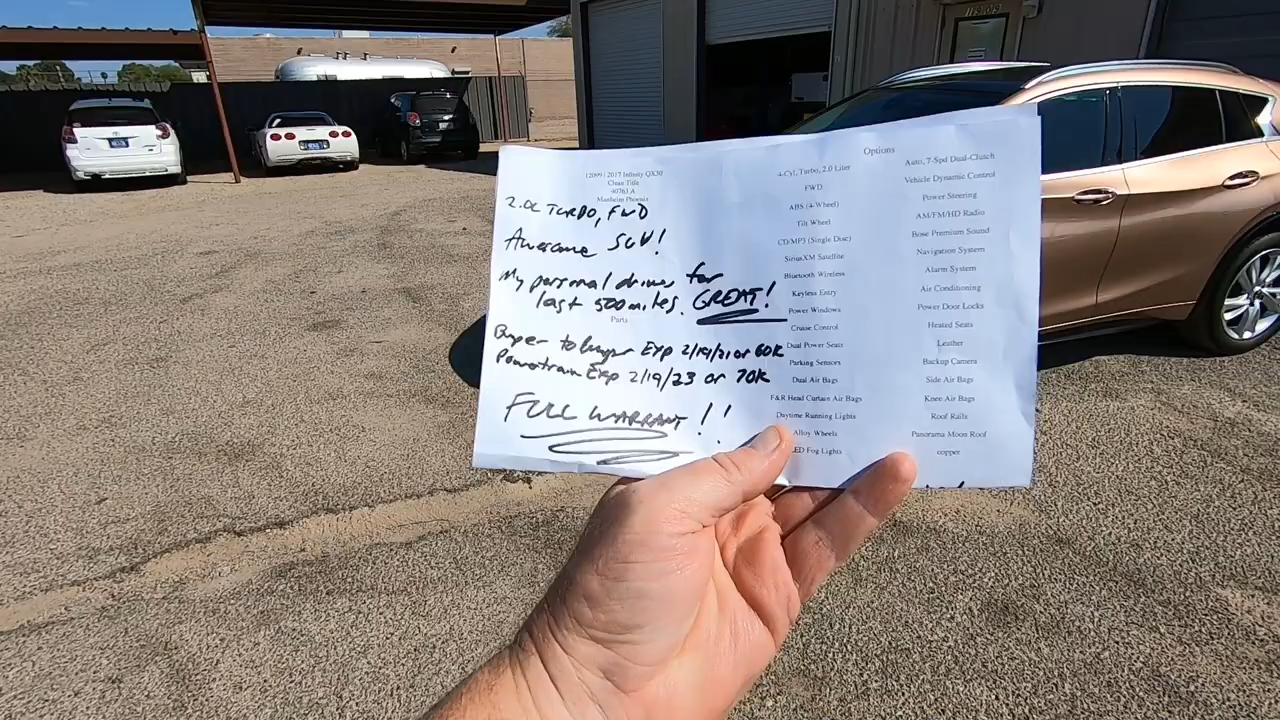 12099 | 2017 Infinity QX30
Clean Title
40763 A
Manheim Phoenix
2.0L TURBO, FWD
Awesome SUV!
My personal driver for
last 500 miles. GREAT!
Parts
Buyer to buyer Exp 2/19/21 or 60K
Powertrain Exp 2/19/23 or 70K
FULL WARRANT!!
Options
4-Cyl, Turbo, 2.0 Liter
FWD
ABS (4-Wheel)
Tilt Wheel
CD/MP3 (Single Disc)
SiriusXM Satellite
Bluetooth Wireless
Keyless Entry
Power Windows
Cruise Control
Dual Power Seats
Parking Sensors
Dual Air Bags
F&R Head Curtain Air Bags
Daytime Running Lights
Alloy Wheels
LED Fog Lights
Auto, 7-Spd Dual-Clutch
Vehicle Dynamic Control
Power Steering
AM/FM/HD Radio
Bose Premium Sound
Navigation System
Alarm System
Air Conditioning
Power Door Locks
Heated Seats
Leather
Backup Camera
Side Air Bags
Knee Air Bags
Roof Rails
Panorama Moon Roof
copper